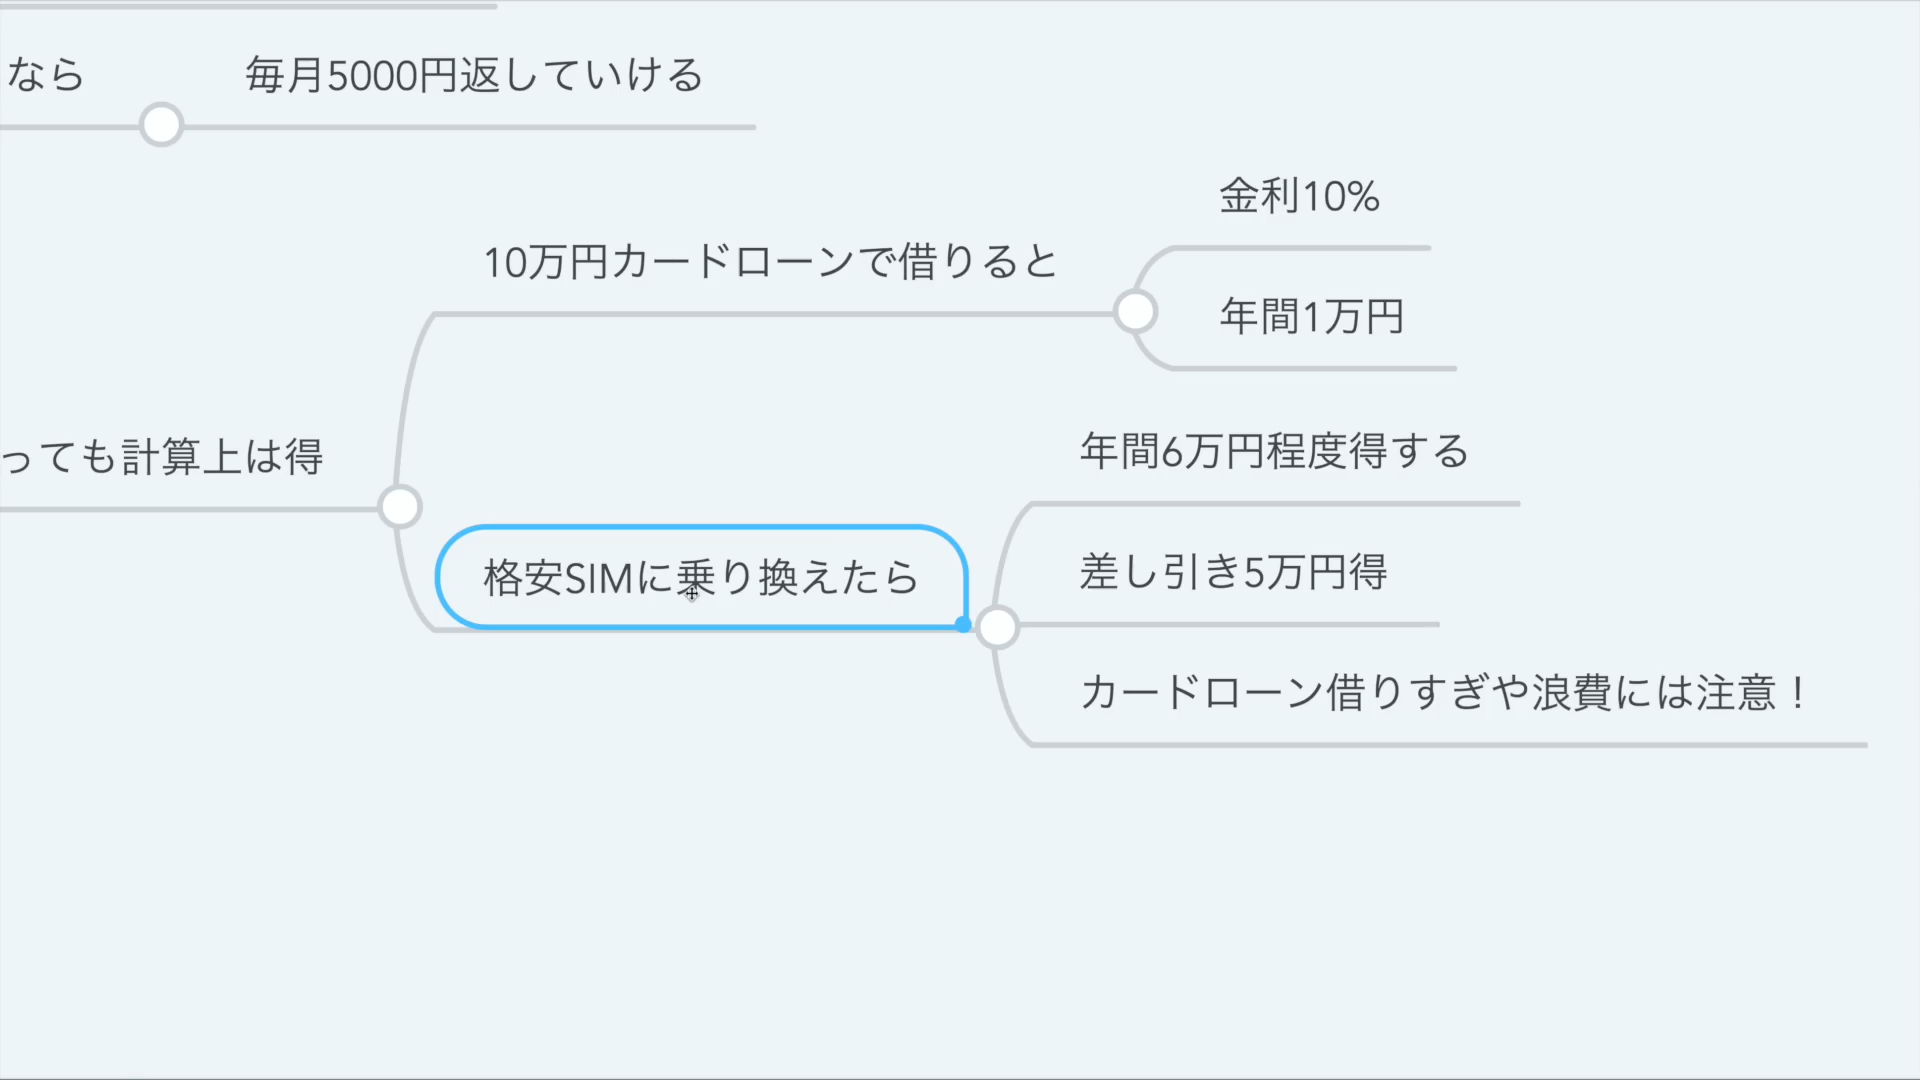 なら
毎月5000円返していける
金利10%
10万円カードローンで借りると
年間1万円
っても計算上は得
年間6万円程度得する
格安SIMに乗り換えたら
差し引き5万円得
カードローン借りすぎや浪費には注意！